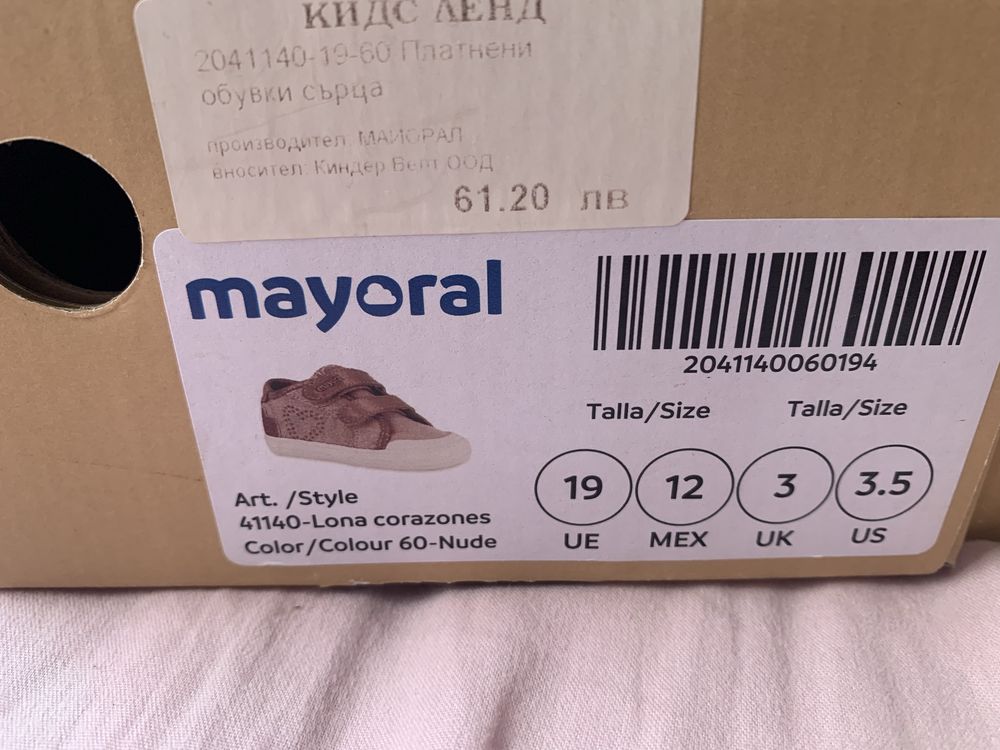 КИДС ЛЕНД
2041140-19-60 Платнени
обувки сърца
производител: МАЙОРАЛ
вносител: Киндер Велт ООД
61.20 лв
mayoral
2041140060194
Talla/Size Talla/Size
19 12 3 3.5
UE MEX UK US
Art. /Style
41140-Lona corazones
Color/Colour 60-Nude